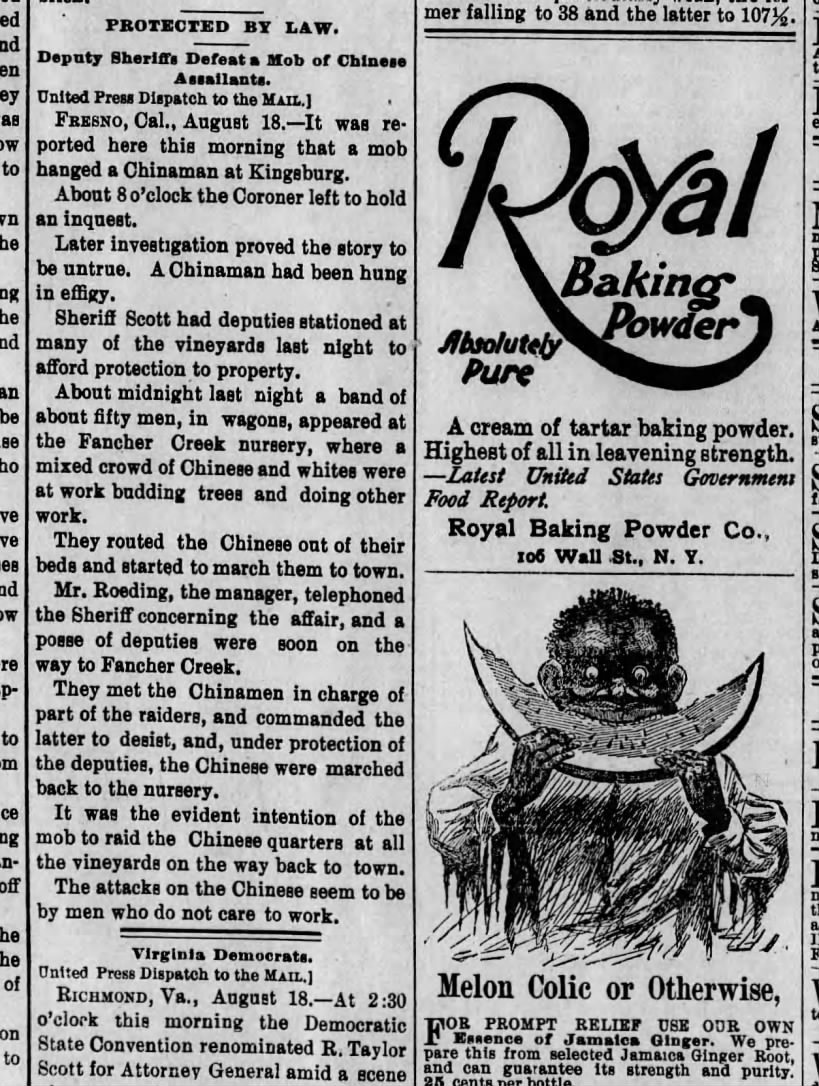 PROTECTED BY LAW.
Deputy Sheriffs Defeat a Mob of Chinese
Assailants.
United Press Dispatch to the MAIL.]
FRESNO, Cal., August 18.—It was re-
ported here this morning that a mob
hanged a Chinaman at Kingsburg.
About 8 o'clock the Coroner left to hold
an inquest.
Later investigation proved the story to
be untrue. A Chinaman had been hung
in effigy.
Sheriff Scott had deputies stationed at
many of the vineyards last night to
afford protection to property.
About midnight last night a band of
about fifty men, in wagons, appeared at
the Fancher Creek nursery, where a
mixed crowd of Chinese and whites were
at work budding trees and doing other
work.
They routed the Chinese out of their
beds and started to march them to town.
Mr. Roeding, the manager, telephoned
the Sheriff concerning the affair, and a
posse of deputies were soon on the
way to Fancher Creek.
They met the Chinamen in charge of
part of the raiders, and commanded the
latter to desist, and, under protection of
the deputies, the Chinese were marched
back to the nursery.
It was the evident intention of the
mob to raid the Chinese quarters at all
the vineyards on the way back to town.
The attacks on the Chinese seem to be
by men who do not care to work.
Virginia Democrats.
United Press Dispatch to the MAIL.]
RICHMOND, Va., August 18.—At 2:30
o'clock this morning the Democratic
State Convention renominated R. Taylor
Scott for Attorney General amid a scene
mer falling to 38 and the latter to 107½.
Royal
Baking
Powder
Absolutely
Pure
A cream of tartar baking powder.
Highest of all in leavening strength.
—Latest United States Government
Food Report.
Royal Baking Powder Co.,
106 Wall St., N. Y.
Melon Colic or Otherwise,
FOR PROMPT RELIEF USE OUR OWN
Essence of Jamaica Ginger. We pre-
pare this from selected Jamaica Ginger Root,
and can guarantee its strength and purity.
25 cents per bottle.